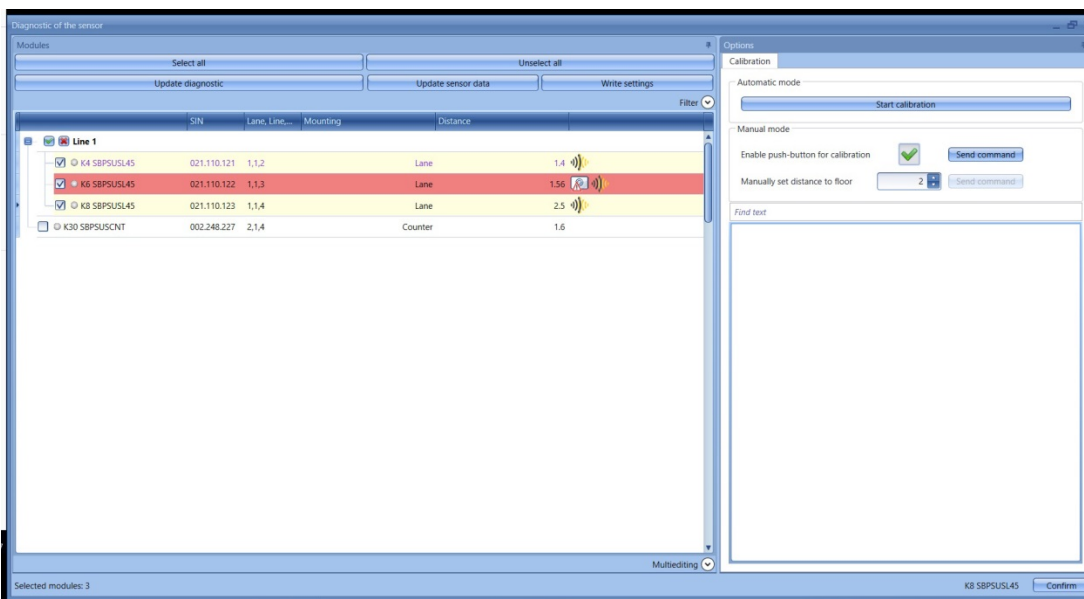 Diagnostic of the sensor
Modules
Select all Unselect all
Update diagnostic Update sensor data Write settings
Filter
SIN Lane, Line,... Mounting Distance
Line 1
K4 SBPSUSL45 021.110.121 1,1,2 Lane 1.4
K6 SBPSUSL45 021.110.122 1,1,3 Lane 1.56
K8 SBPSUSL45 021.110.123 1,1,4 Lane 2.5
K30 SBPSUSCNT 002.248.227 2,1,4 Counter 1.6
Multiediting
Selected modules: 3
Options
Calibration
Automatic mode
Start calibration
Manual mode
Enable push-button for calibration Send command
Manually set distance to floor 2 Send command
Find text
K8 SBPSUSL45 Confirm